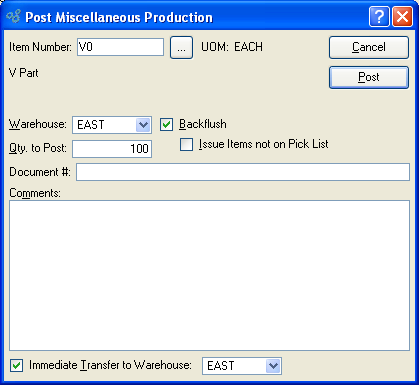 Post Miscellaneous Production
Item Number: V0 ... UOM: EACH Cancel
V Part Post
Warehouse: EAST Backflush
Qty. to Post: 100 Issue Items not on Pick List
Document #:
Comments:
Immediate Transfer to Warehouse: EAST